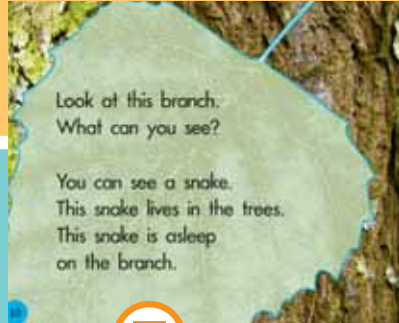 Look at this branch.
What can you see?
You can see a snake.
This snake lives in the trees.
This snake is asleep
on the branch.